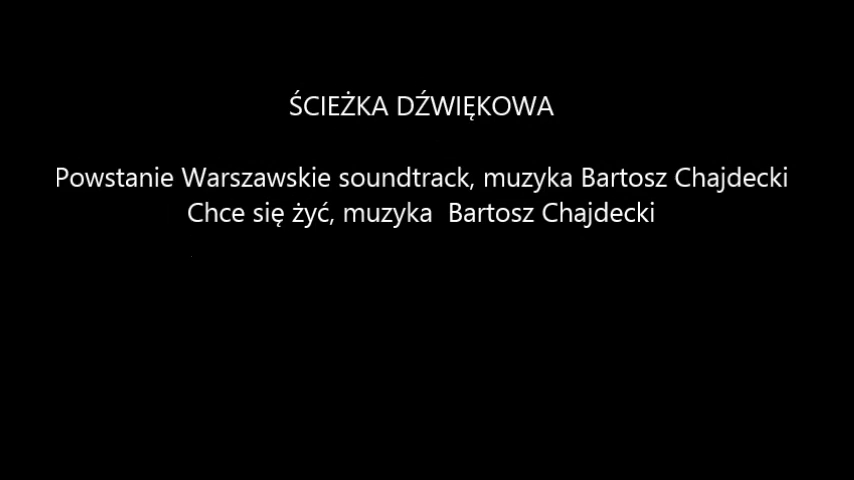 ŚCIEŻKA DŹWIĘKOWA
Powstanie Warszawskie soundtrack, muzyka Bartosz Chajdecki
Chce się żyć, muzyka  Bartosz Chajdecki